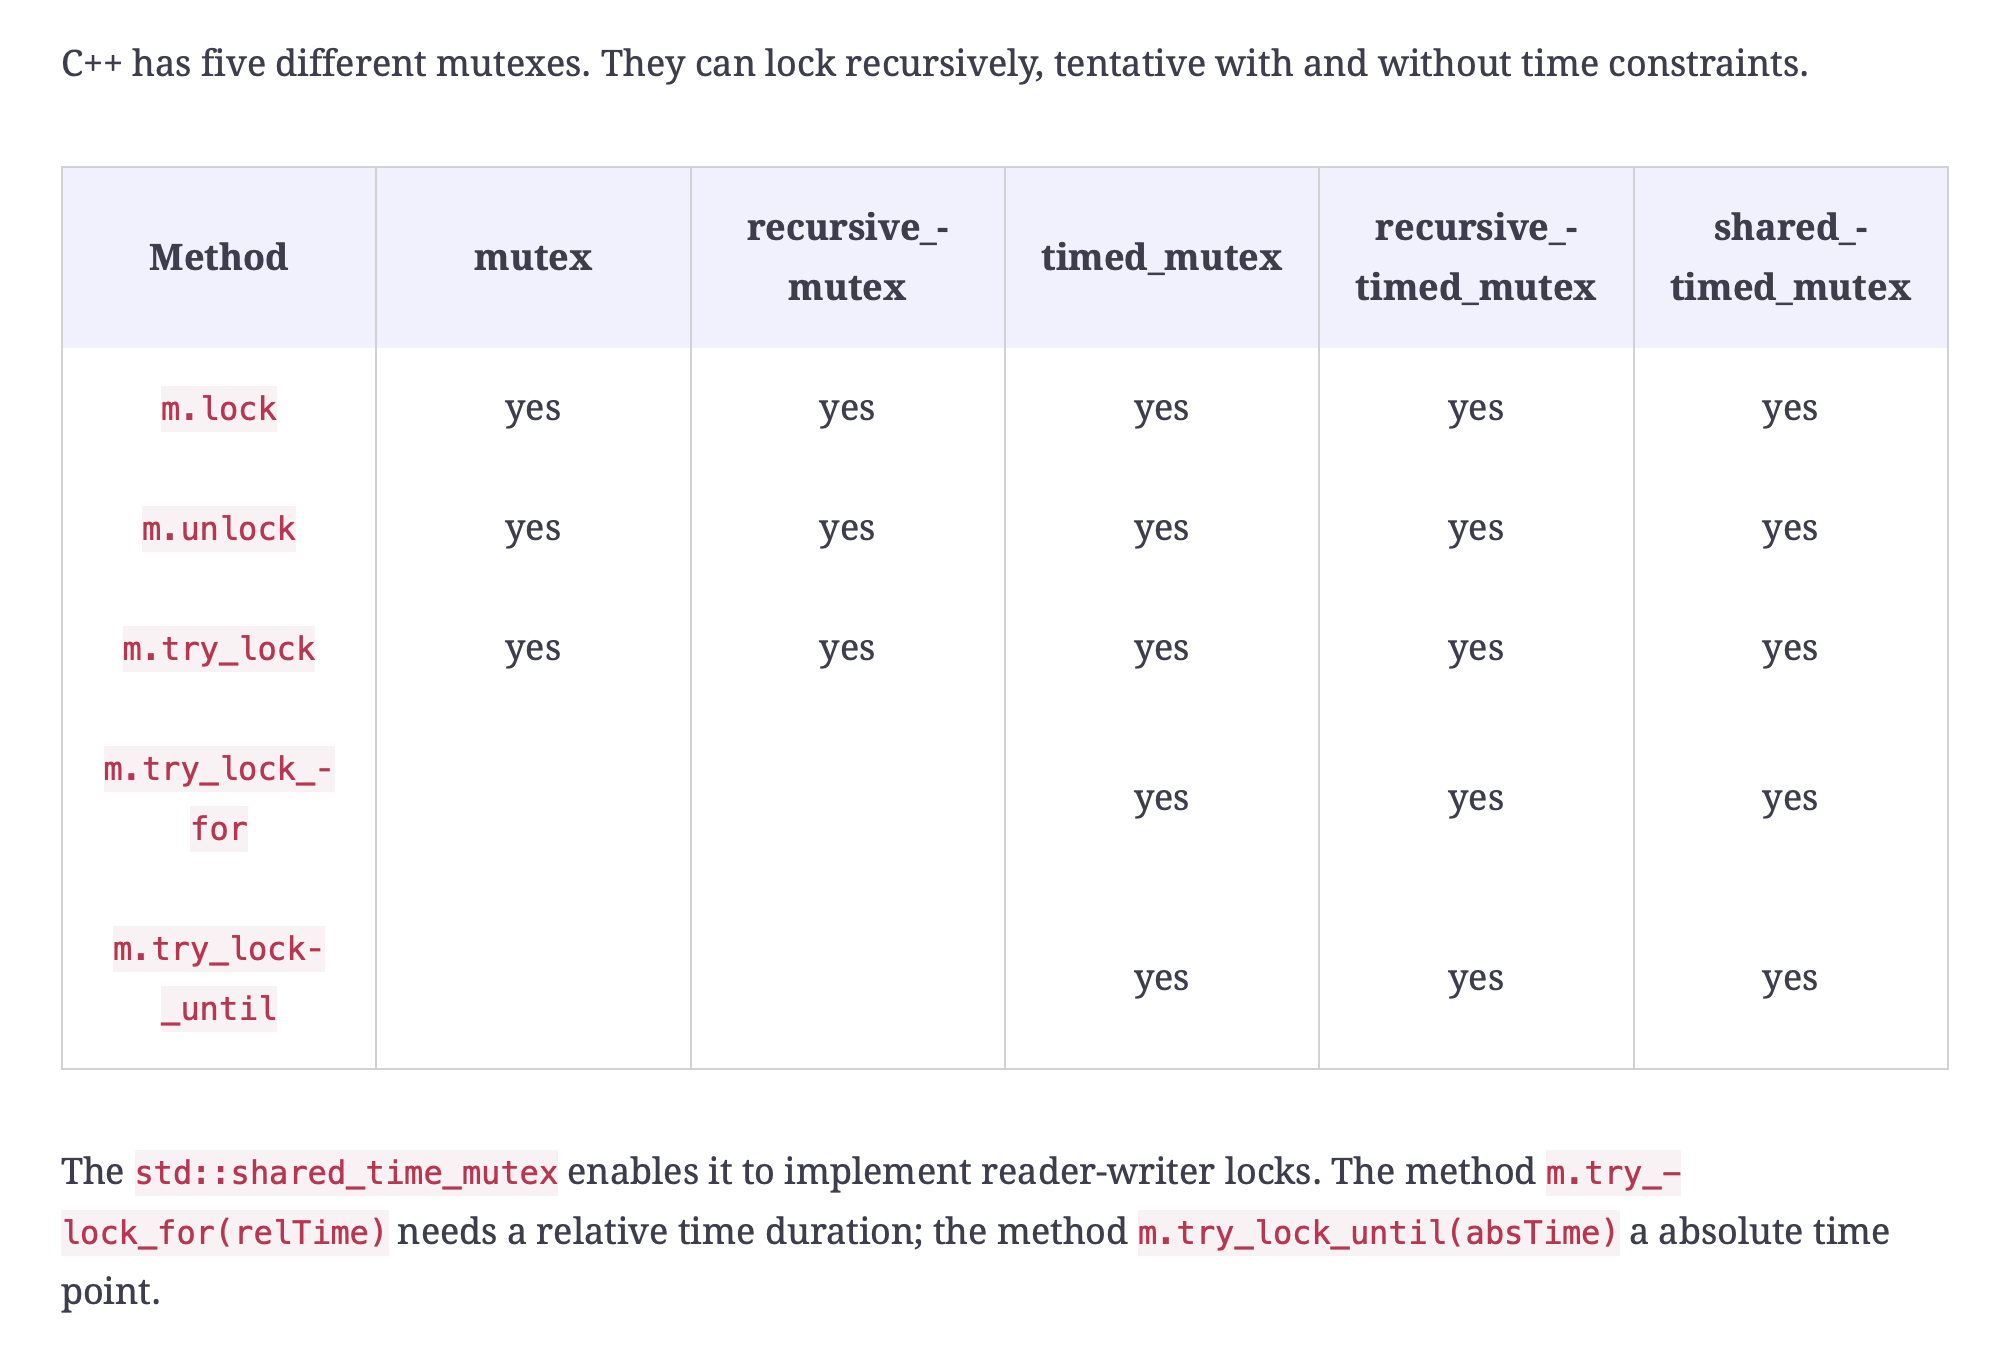 C++ has five different mutexes. They can lock recursively, tentative with and without time constraints.
Method mutex recursive_-mutex timed_mutex recursive_-timed_mutex shared_-timed_mutex
m.lock yes yes yes yes yes
m.unlock yes yes yes yes yes
m.try_lock yes yes yes yes yes
m.try_lock_-
for yes yes yes
m.try_lock-
_until yes yes yes
The std::shared_time_mutex enables it to implement reader-writer locks. The method m.try_–
lock_for(relTime) needs a relative time duration; the method m.try_lock_until(absTime) a absolute time
point.